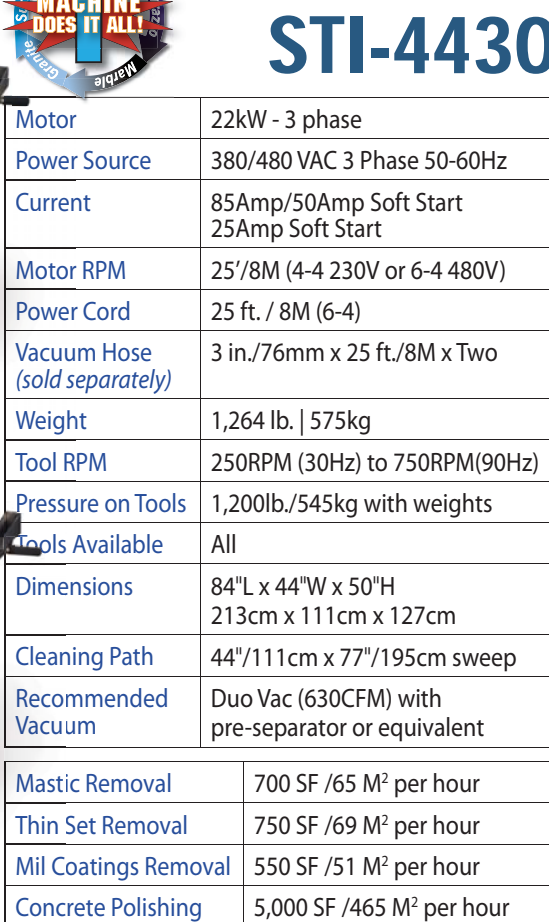 MACHINE
DOES IT ALL!
Granite
Marble
STI-4430
Motor 22kW - 3 phase
Power Source 380/480 VAC 3 Phase 50-60Hz
Current 85Amp/50Amp Soft Start
25Amp Soft Start
Motor RPM 25'/8M (4-4 230V or 6-4 480V)
Power Cord 25 ft. / 8M (6-4)
Vacuum Hose 3 in./76mm x 25 ft./8M x Two
(sold separately)
Weight 1,264 lb. | 575kg
Tool RPM 250RPM (30Hz) to 750RPM(90Hz)
Pressure on Tools 1,200lb./545kg with weights
Tools Available All
Dimensions 84"L x 44"W x 50"H
213cm x 111cm x 127cm
Cleaning Path 44"/111cm x 77"/195cm sweep
Recommended Duo Vac (630CFM) with
Vacuum pre-separator or equivalent
Mastic Removal 700 SF /65 M² per hour
Thin Set Removal 750 SF /69 M² per hour
Mil Coatings Removal 550 SF /51 M² per hour
Concrete Polishing 5,000 SF /465 M² per hour